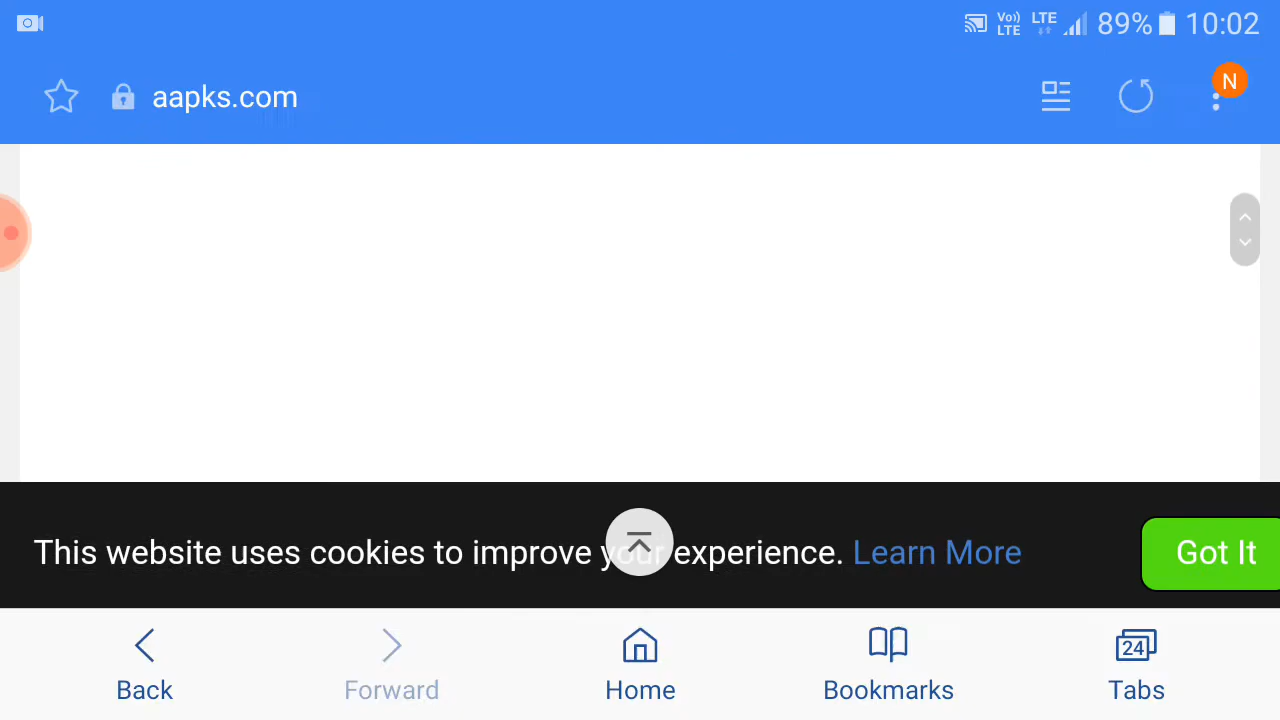 Vo)) LTE LTE 89% 10:02
aapks.com N
This website uses cookies to improve your experience. Learn More Got It
24
Back Forward Home Bookmarks Tabs